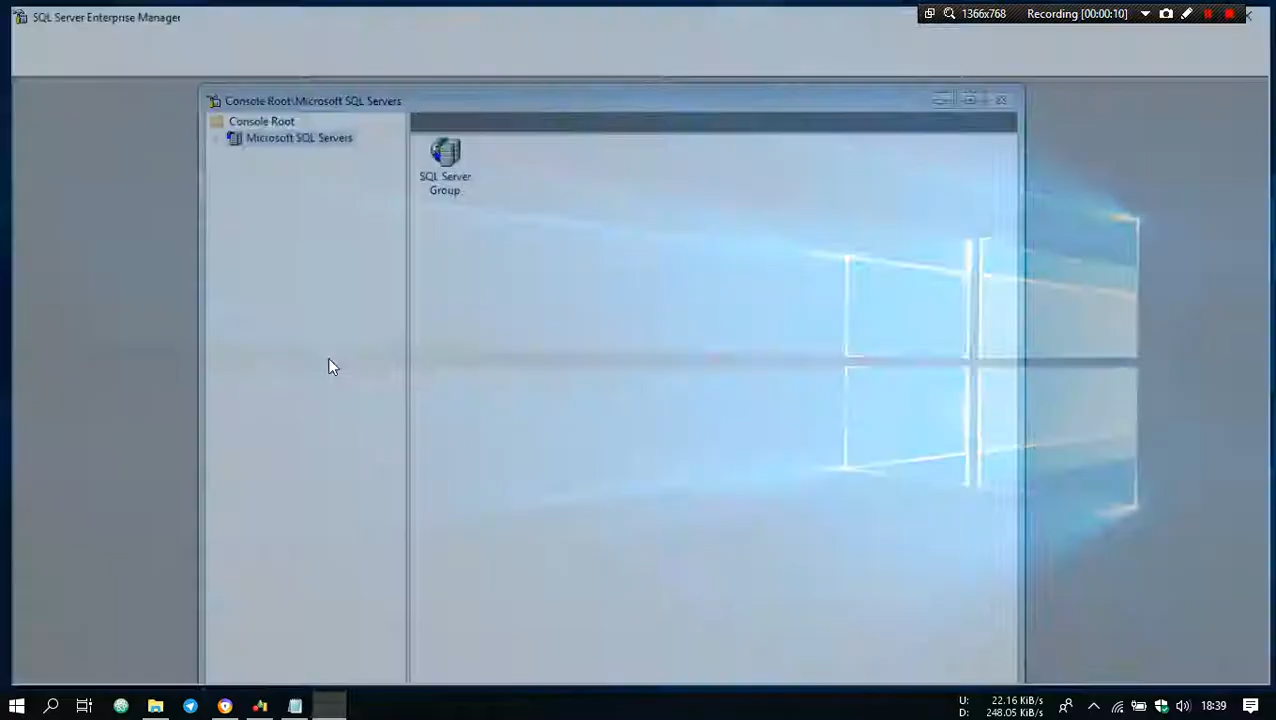 SQL Server Enterprise Manager
1366x768
Recording [00:00:10]
Console Root\Microsoft SQL Servers
Console Root
Microsoft SQL Servers
SQL Server
Group
U: 22.16 KiB/s
D: 248.05 KiB/s
18:39